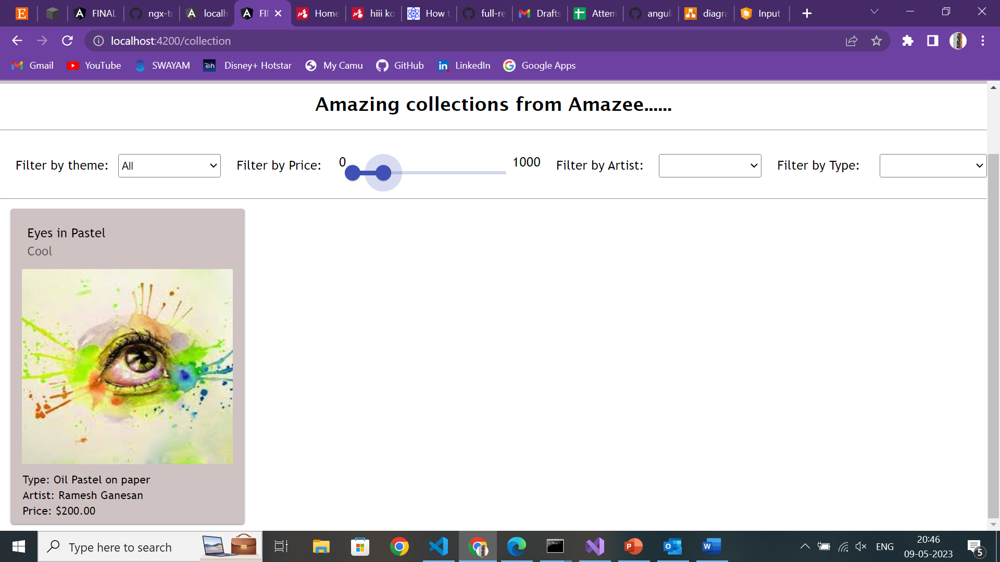 FINAL
ngx-tr
localh
FI
Home
hiii ko
How t
full-re
Drafts
Attem
angul
diagra
Input
localhost:4200/collection
Gmail
YouTube
SWAYAM
Disney+ Hotstar
My Camu
GitHub
LinkedIn
Google Apps
Amazing collections from Amazee......
Filter by theme:
All
Filter by Price:
0
1000
Filter by Artist:
Filter by Type:
Eyes in Pastel
Cool
Type: Oil Pastel on paper
Artist: Ramesh Ganesan
Price: $200.00
Type here to search
ENG
20:46
09-05-2023
5